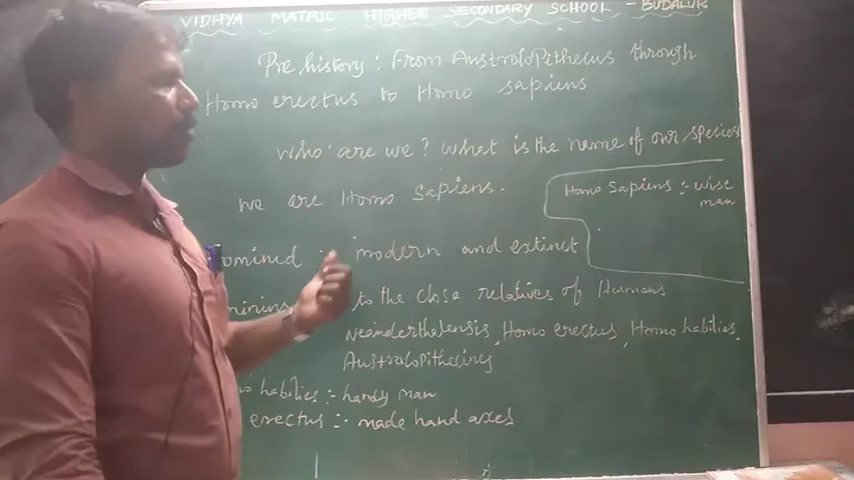 VIDHYA MATRIC HIGHER SECONDARY SCHOOL - BUDALUR
Pre history : From Australopithecus through
Homo erectus to Homo sapiens
Who are we? What is the name of our species
we are Homo Sapiens.
Homo Sapiens :- wise
man
ominid : modern and extinct
to the close relatives of Humans
Neanderthalensis, Homo erectus, Homo habilies,
Australopithecines
habilies :- handy man
erectus :- made hand axes